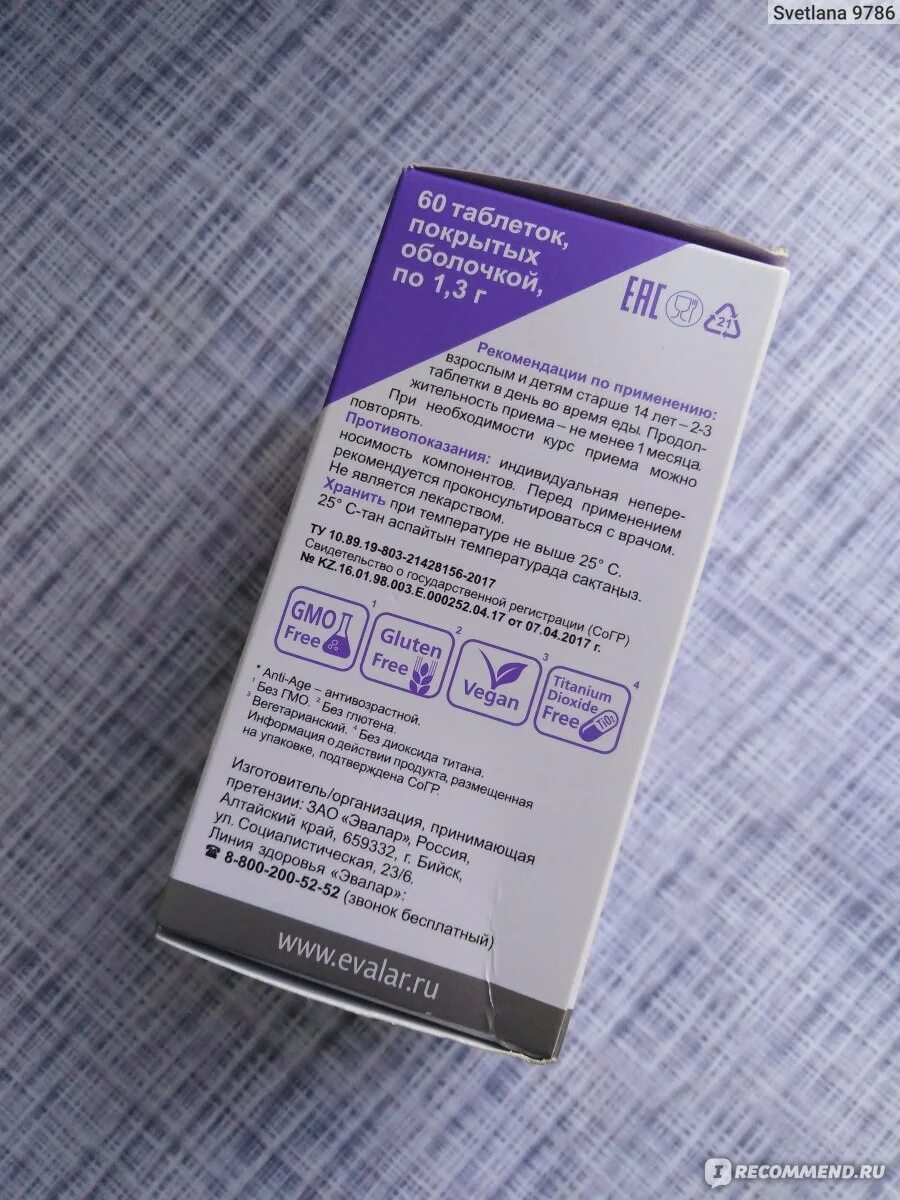 Svetlana 9786
60 таблеток,
покрытых
оболочкой,
по 1,3 г
EAC
21
Рекомендации по применению:
взрослым и детям старше 14 лет – 2-3
таблетки в день во время еды. Продол-
жительность приема – не менее 1 месяца.
При необходимости курс приема можно
повторять.
Противопоказания: индивидуальная непере-
носимость компонентов. Перед применением
рекомендуется проконсультироваться с врачом.
Не является лекарством.
Хранить при температуре не выше 25° С.
25° С-тан аспайтын температурада сақтаңыз.
ТУ 10.89.19-803-21428156-2017
Свидетельство о государственной регистрации (СоГР)
№ KZ.16.01.98.003.Е.000252.04.17 от 07.04.2017 г.
GMO
Free
1
Gluten
Free
2
Vegan
3
Titanium
Dioxide
Free
TiO2
4
* Anti-Age – антивозрастной.
1 Без ГМО. 2 Без глютена.
3 Вегетарианский. 4 Без диоксида титана.
Информация о действии продукта, размещенная
на упаковке, подтверждена СоГР.
Изготовитель/организация, принимающая
претензии: ЗАО «Эвалар», Россия,
Алтайский край, 659332, г. Бийск,
ул. Социалистическая, 23/6.
Линия здоровья «Эвалар»:
☎ 8-800-200-52-52 (звонок бесплатный)
www.evalar.ru
IRECOMMEND.RU